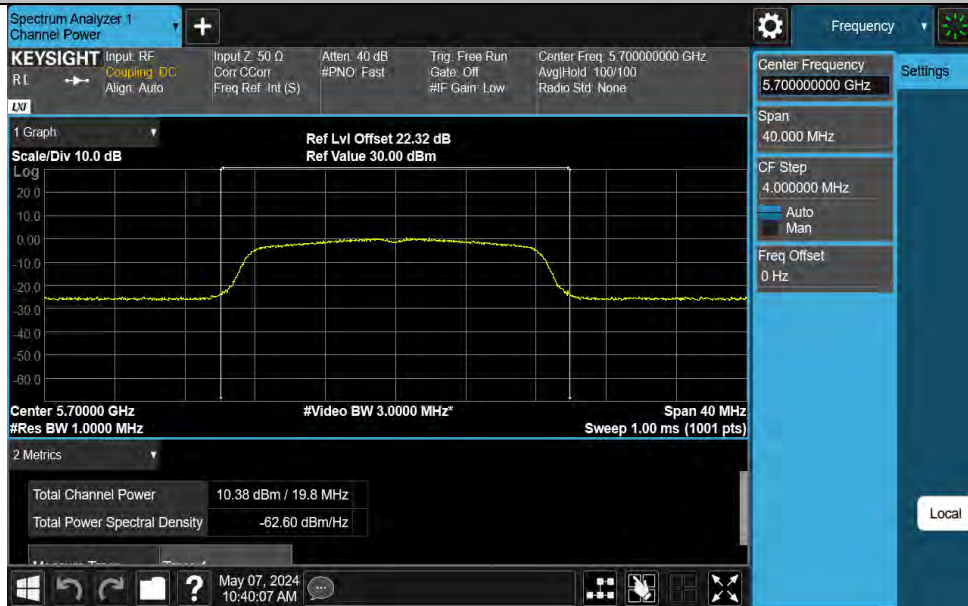 Spectrum Analyzer 1
Channel Power
+
Frequency
KEYSIGHT
R L
LXI
Input: RF
Coupling: DC
Align: Auto
Input Z: 50 Ω
Corr CCorr
Freq Ref: Int (S)
Atten: 40 dB
#PNO: Fast
Trig: Free Run
Gate: Off
#IF Gain: Low
Center Freq: 5.700000000 GHz
Avg|Hold: 100/100
Radio Std: None
Center Frequency
5.700000000 GHz
Settings
Span
40.000 MHz
CF Step
4.000000 MHz
Auto
Man
Freq Offset
0 Hz
Local
1 Graph
Scale/Div 10.0 dB
Ref Lvl Offset 22.32 dB
Ref Value 30.00 dBm
Log
20.0
10.0
0.00
-10.0
-20.0
-30.0
-40.0
-50.0
-60.0
Center 5.70000 GHz
#Video BW 3.0000 MHz*
Span 40 MHz
#Res BW 1.0000 MHz
Sweep 1.00 ms (1001 pts)
2 Metrics
Total Channel Power 10.38 dBm / 19.8 MHz
Total Power Spectral Density -62.60 dBm/Hz
?
May 07, 2024
10:40:07 AM